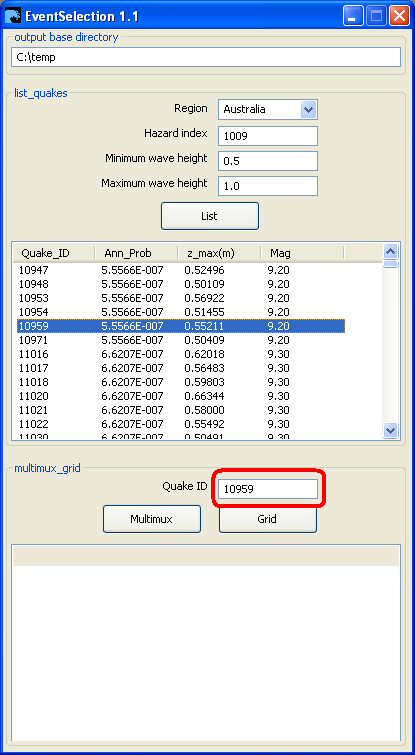 EventSelection 1.1
output base directory
C:\temp
list_quakes
Region Australia
Hazard index 1009
Minimum wave height 0.5
Maximum wave height 1.0
List
Quake_ID Ann_Prob z_max(m) Mag
10947 5.5566E-007 0.52496 9.20
10948 5.5566E-007 0.50109 9.20
10953 5.5566E-007 0.56922 9.20
10954 5.5566E-007 0.51455 9.20
10959 5.5566E-007 0.55211 9.20
10971 5.5566E-007 0.50409 9.20
11016 6.6207E-007 0.62018 9.30
11017 6.6207E-007 0.56483 9.30
11018 6.6207E-007 0.59803 9.30
11020 6.6207E-007 0.66344 9.30
11021 6.6207E-007 0.58000 9.30
11022 6.6207E-007 0.55492 9.30
11030 6.6207E-007 0.50491 9.30
multimux_grid
Quake ID 10959
Multimux Grid